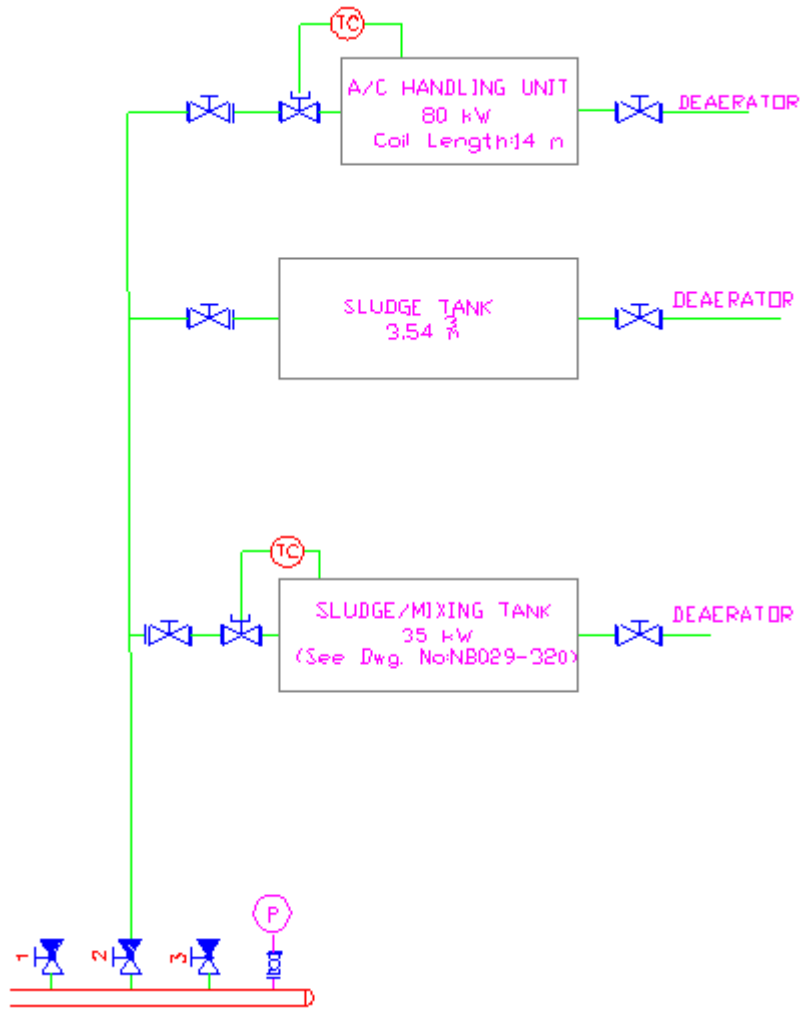 TC
A/C HANDLING UNIT
80 kW
Coil Length:14 m
DEAERATOR
SLUDGE TANK
3.54 m³
DEAERATOR
TC
SLUDGE/MIXING TANK
35 kW
(See Dwg. No:NB029-320)
DEAERATOR
P
1
2
3